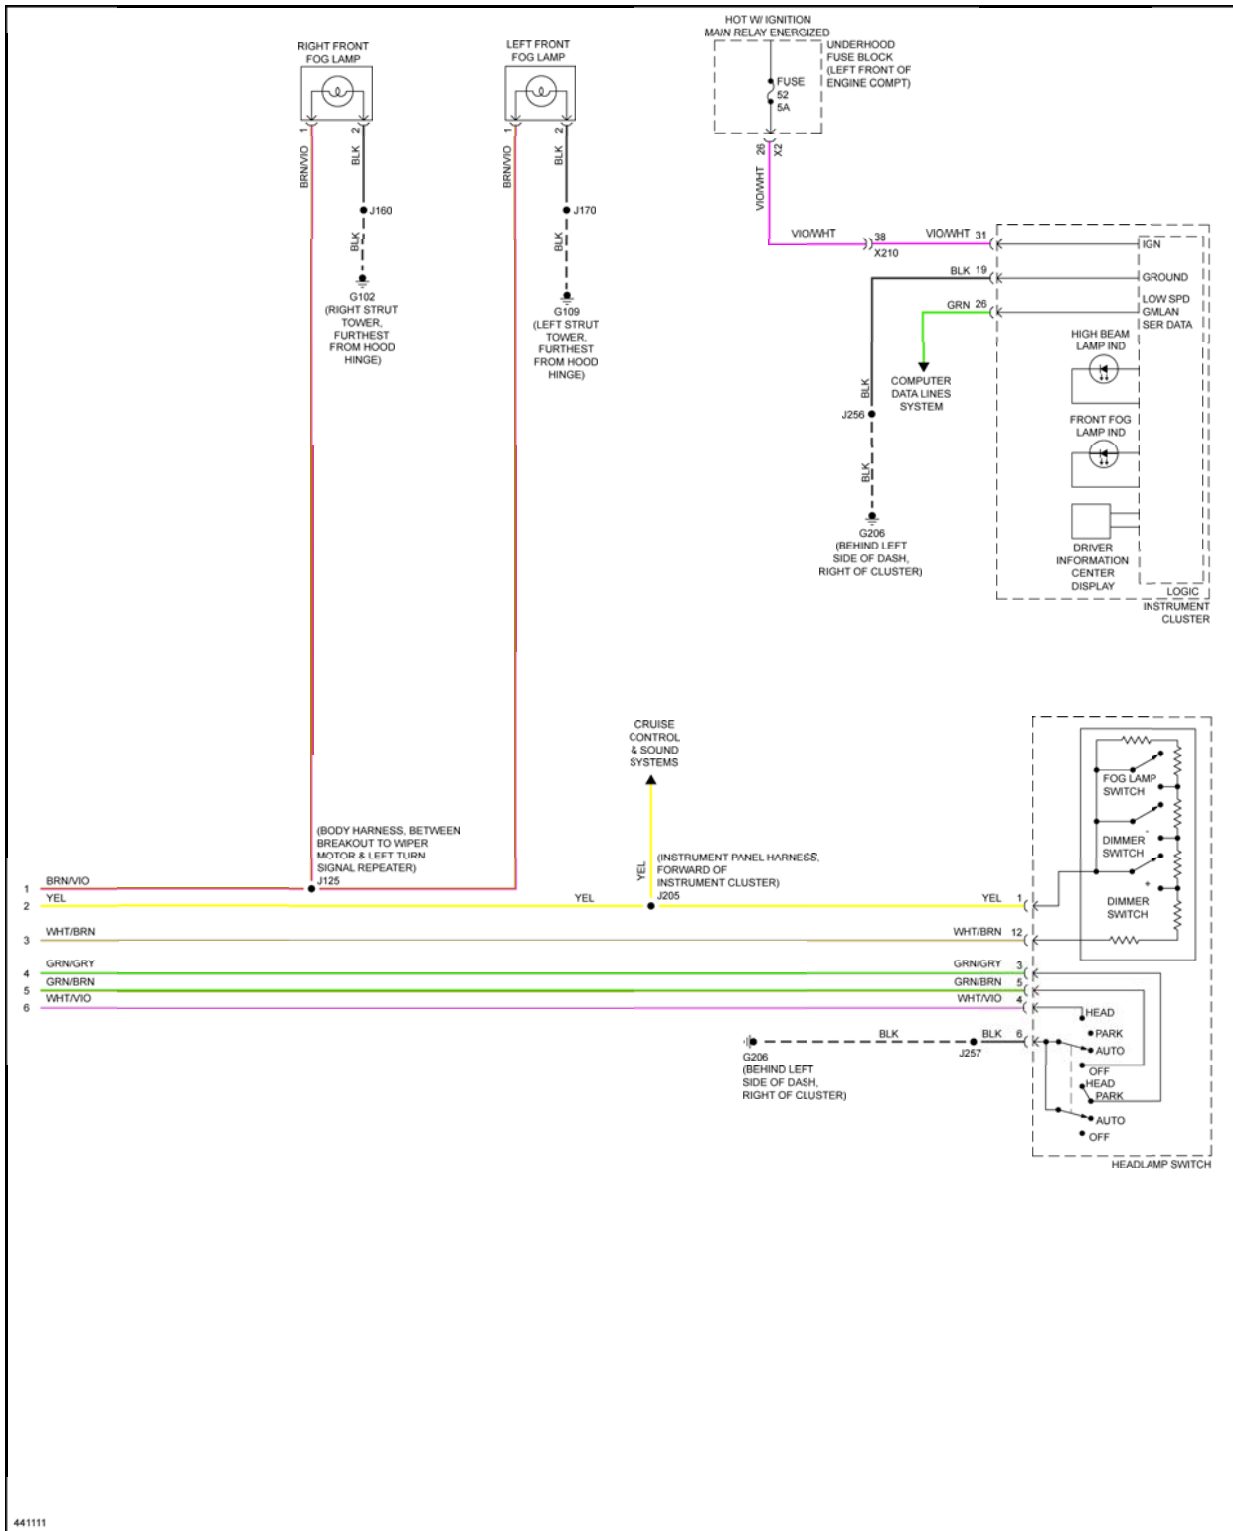 HOT W/ IGNITION
MAIN RELAY ENERGIZED
RIGHT FRONT
FOG LAMP
LEFT FRONT
FOG LAMP
UNDERHOOD
FUSE BLOCK
(LEFT FRONT OF
ENGINE COMPT)
FUSE
52
5A
1
2
1
2
26
X2
BRN/VIO
BLK
BRN/VIO
BLK
VIO/WHT
J160
J170
BLK
BLK
G102
(RIGHT STRUT
TOWER,
FURTHEST
FROM HOOD
HINGE)
G109
(LEFT STRUT
TOWER,
FURTHEST
FROM HOOD
HINGE)
VIO/WHT
38
X210
VIO/WHT 31
IGN
BLK 19
GROUND
GRN 26
LOW SPD
GMLAN
SER DATA
HIGH BEAM
LAMP IND
COMPUTER
DATA LINES
SYSTEM
BLK
J256
FRONT FOG
LAMP IND
BLK
G206
(BEHIND LEFT
SIDE OF DASH,
RIGHT OF CLUSTER)
DRIVER
INFORMATION
CENTER
DISPLAY
LOGIC
INSTRUMENT
CLUSTER
CRUISE
CONTROL
& SOUND
SYSTEMS
FOG LAMP
SWITCH
-
DIMMER
SWITCH
+
DIMMER
SWITCH
(BODY HARNESS, BETWEEN
BREAKOUT TO WIPER
MOTOR & LEFT TURN
SIGNAL REPEATER)
J125
YEL
(INSTRUMENT PANEL HARNESS,
FORWARD OF
INSTRUMENT CLUSTER)
J205
1 BRN/VIO
2 YEL
YEL
YEL 1
3 WHT/BRN
WHT/BRN 12
4 GRN/GRY
GRN/GRY 3
5 GRN/BRN
GRN/BRN 5
6 WHT/VIO
WHT/VIO 4
HEAD
PARK
AUTO
OFF
HEAD
PARK
AUTO
OFF
BLK
BLK 6
J257
G206
(BEHIND LEFT
SIDE OF DASH,
RIGHT OF CLUSTER)
HEADLAMP SWITCH
441111